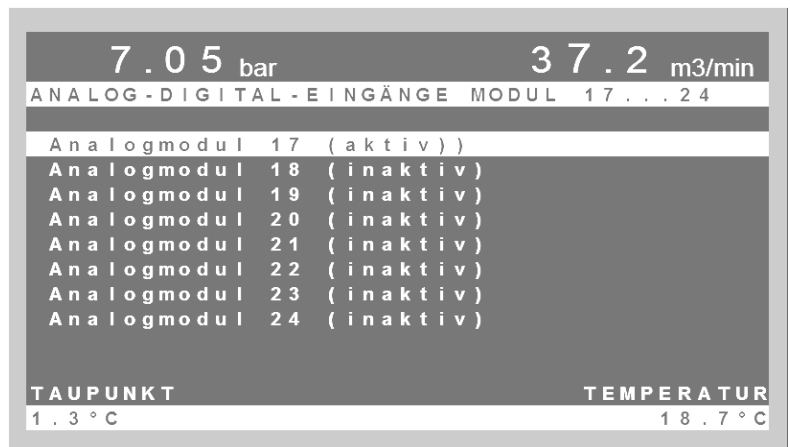 7.05 bar 37.2 m3/min
ANALOG-DIGITAL-EINGÄNGE MODUL 17...24
Analogmodul 17 (aktiv))
Analogmodul 18 (inaktiv)
Analogmodul 19 (inaktiv)
Analogmodul 20 (inaktiv)
Analogmodul 21 (inaktiv)
Analogmodul 22 (inaktiv)
Analogmodul 23 (inaktiv)
Analogmodul 24 (inaktiv)
TAUPUNKT TEMPERATUR
1.3°C 18.7°C